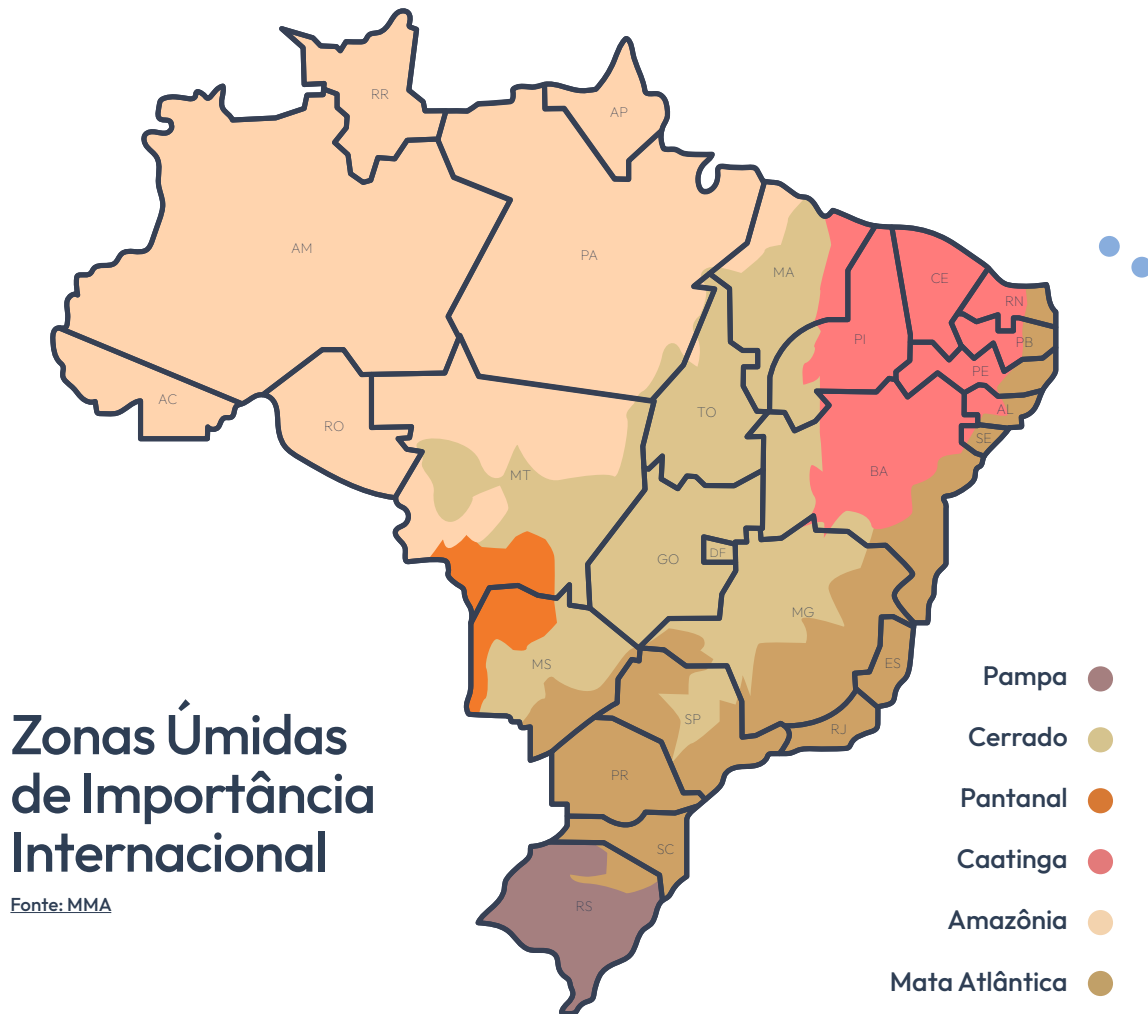 RR
AP
AM
PA
MA
CE
RN
PI
PB
PE
AC
TO
AL
RO
SE
BA
MT
GO
DF
MG
MS
ES
SP
RJ
PR
SC
RS
Zonas Úmidas
de Importância
Internacional
Fonte: MMA
Pampa
Cerrado
Pantanal
Caatinga
Amazônia
Mata Atlântica